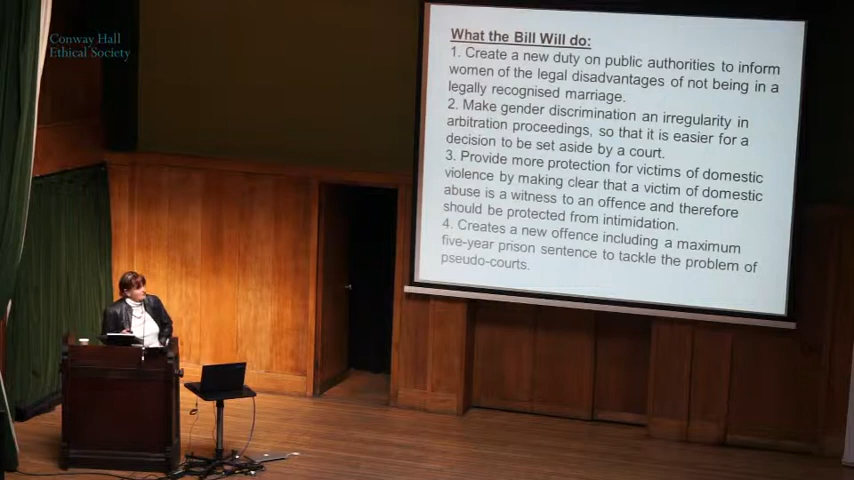 Conway Hall
Ethical Society
What the Bill Will do:
1. Create a new duty on public authorities to inform
women of the legal disadvantages of not being in a
legally recognised marriage.
2. Make gender discrimination an irregularity in
arbitration proceedings, so that it is easier for a
decision to be set aside by a court.
3. Provide more protection for victims of domestic
violence by making clear that a victim of domestic
abuse is a witness to an offence and therefore
should be protected from intimidation.
4. Creates a new offence including a maximum
five-year prison sentence to tackle the problem of
pseudo-courts.